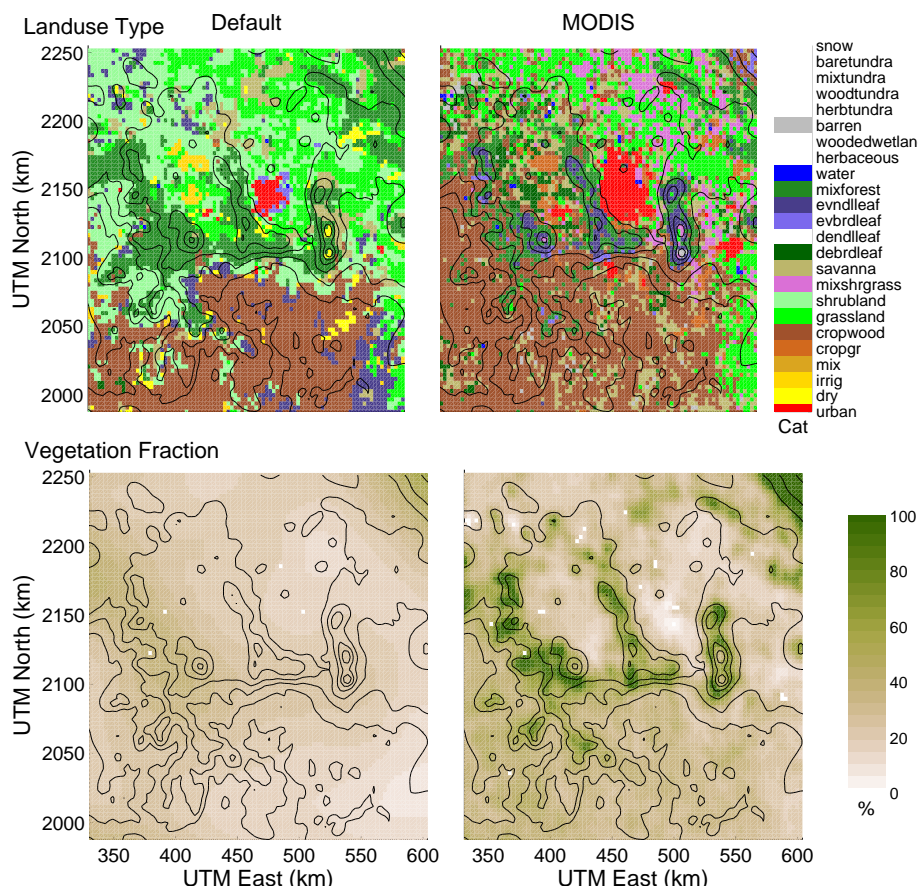 Landuse Type
Default
MODIS
2250
2200
2150
2100
2050
2000
UTM North (km)
snow
baretundra
mixtundra
woodtundra
herbtundra
barren
woodedwetlan
herbaceous
water
mixforest
evndlleaf
evbrdleaf
dendlleaf
debrdleaf
savanna
mixshrgrass
shrubland
grassland
cropwood
cropgr
mix
irrig
dry
urban
Cat
Vegetation Fraction
2250
2200
2150
2100
2050
2000
UTM North (km)
350 400 450 500 550 600
UTM East (km)
350 400 450 500 550 600
UTM East (km)
100
80
60
40
20
0
%